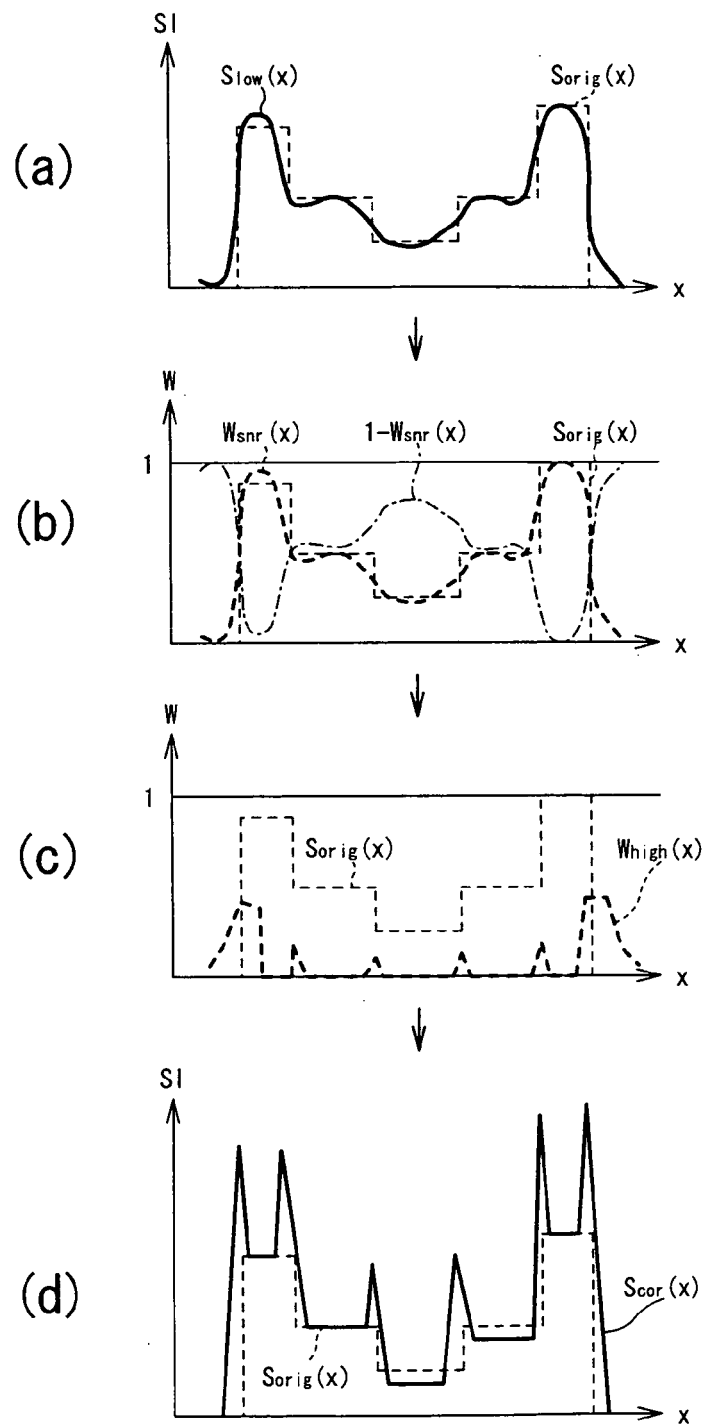 (a)
SI
Slow(x)
Sorig(x)
x
(b)
W
1
Wsnr(x)
1-Wsnr(x)
Sorig(x)
x
(c)
W
1
Sorig(x)
Whigh(x)
x
(d)
SI
Sorig(x)
Scor(x)
x